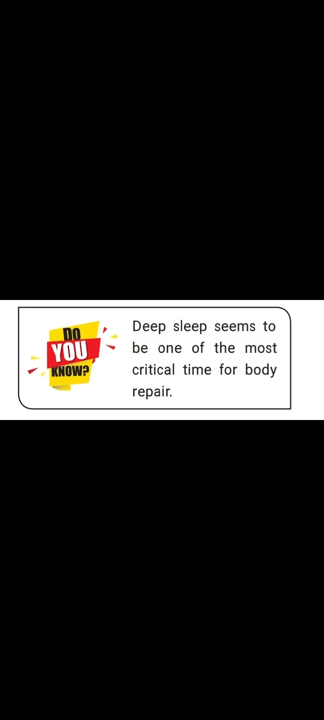 DO
YOU
KNOW?
Deep sleep seems to
be one of the most
critical time for body
repair.